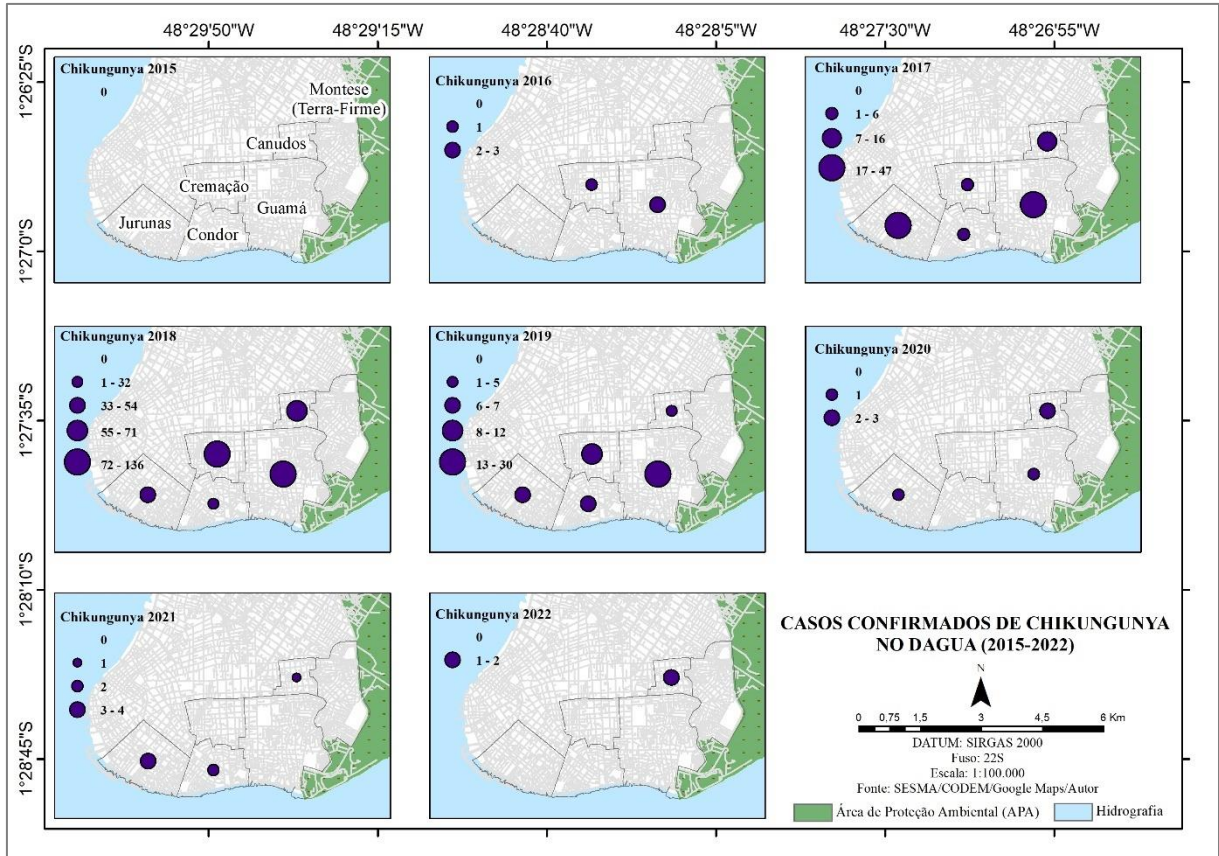 48°29'50"W
48°29'15"W
48°28'40"W
48°28'5"W
48°27'30"W
48°26'55"W
1°26'25"S
1°27'0"S
1°27'35"S
1°28'10"S
1°28'45"S
Chikungunya 2015
0
Montese
(Terra-Firme)
Canudos
Cremação
Guamá
Jurunas
Condor
Chikungunya 2016
0
1
2 - 3
Chikungunya 2017
0
1 - 6
7 - 16
17 - 47
Chikungunya 2018
0
1 - 32
33 - 54
55 - 71
72 - 136
Chikungunya 2019
0
1 - 5
6 - 7
8 - 12
13 - 30
Chikungunya 2020
0
1
2 - 3
Chikungunya 2021
0
1
2
3 - 4
Chikungunya 2022
0
1 - 2
CASOS CONFIRMADOS DE CHIKUNGUNYA
NO DAGUA (2015-2022)
N
0 0,75 1,5 3 4,5 6 Km
DATUM: SIRGAS 2000
Fuso: 22S
Escala: 1:100.000
Fonte: SESMA/CODEM/Google Maps/Autor
Área de Proteção Ambiental (APA) Hidrografia